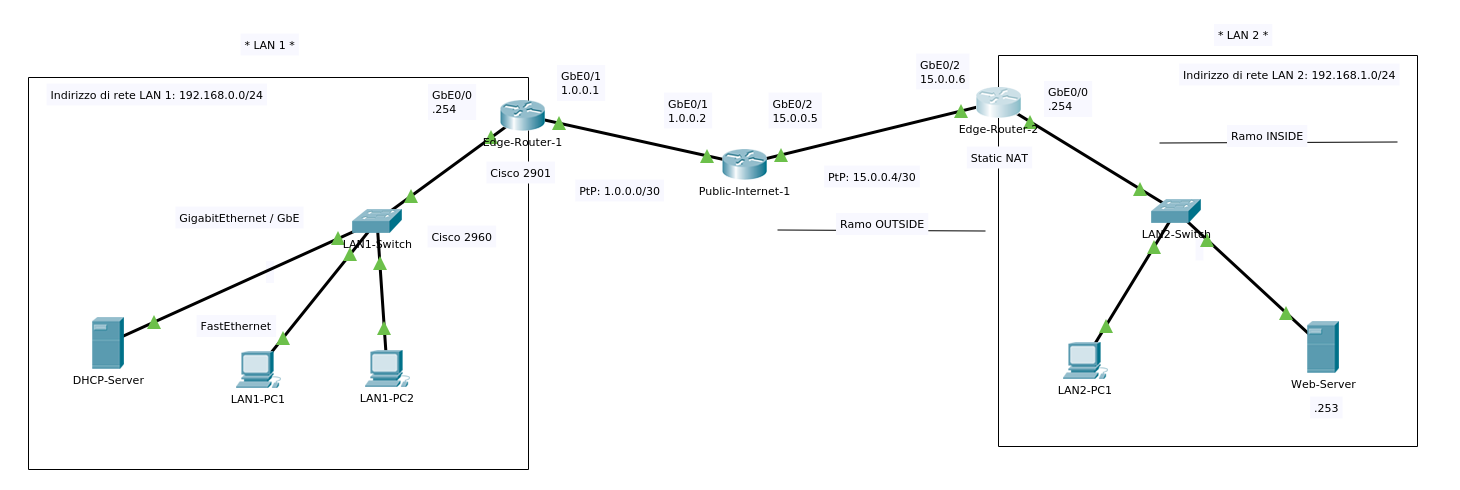 * LAN 1 *
* LAN 2 *
Indirizzo di rete LAN 1: 192.168.0.0/24
GbE0/0
.254
GbE0/1
1.0.0.1
Edge-Router-1
Cisco 2901
GbE0/1
1.0.0.2
GbE0/2
15.0.0.5
Public-Internet-1
PtP: 1.0.0.0/30
PtP: 15.0.0.4/30
Ramo OUTSIDE
GbE0/2
15.0.0.6
Edge-Router-2
Static NAT
GbE0/0
.254
Indirizzo di rete LAN 2: 192.168.1.0/24
Ramo INSIDE
GigabitEthernet / GbE
LAN1-Switch
Cisco 2960
FastEthernet
DHCP-Server
LAN1-PC1
LAN1-PC2
LAN2-Switch
LAN2-PC1
Web-Server
.253